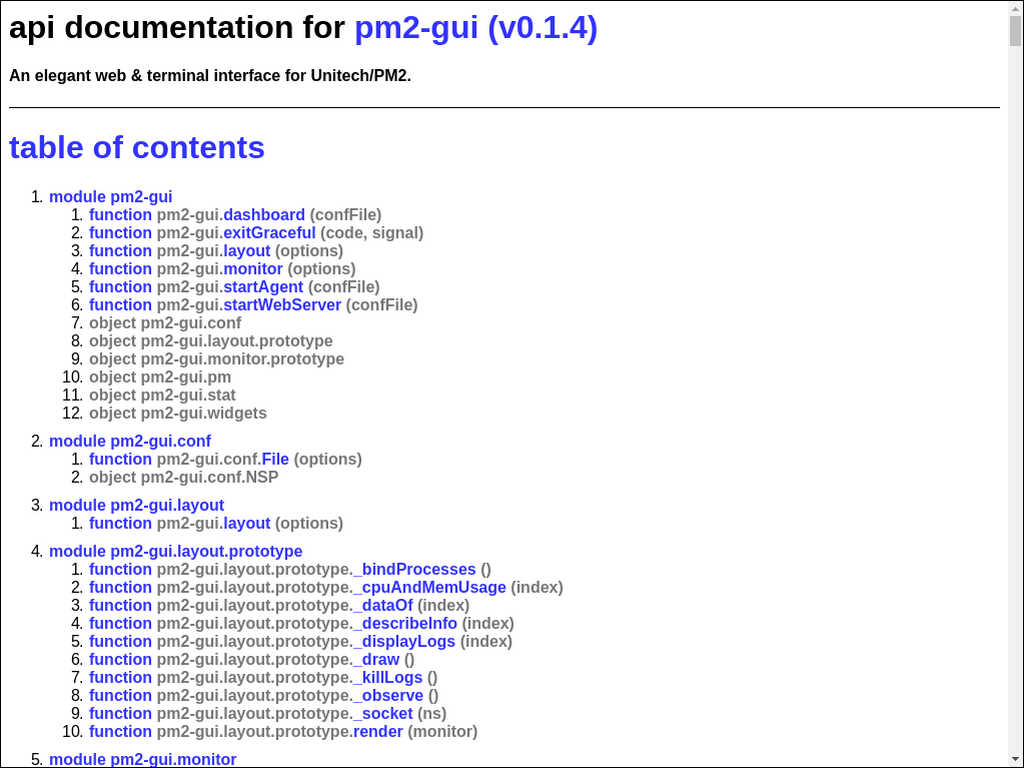 api documentation for pm2-gui (v0.1.4)
An elegant web & terminal interface for Unitech/PM2.
table of contents
1. module pm2-gui
1. function pm2-gui.dashboard (confFile)
2. function pm2-gui.exitGraceful (code, signal)
3. function pm2-gui.layout (options)
4. function pm2-gui.monitor (options)
5. function pm2-gui.startAgent (confFile)
6. function pm2-gui.startWebServer (confFile)
7. object pm2-gui.conf
8. object pm2-gui.layout.prototype
9. object pm2-gui.monitor.prototype
10. object pm2-gui.pm
11. object pm2-gui.stat
12. object pm2-gui.widgets
2. module pm2-gui.conf
1. function pm2-gui.conf.File (options)
2. object pm2-gui.conf.NSP
3. module pm2-gui.layout
1. function pm2-gui.layout (options)
4. module pm2-gui.layout.prototype
1. function pm2-gui.layout.prototype._bindProcesses ()
2. function pm2-gui.layout.prototype._cpuAndMemUsage (index)
3. function pm2-gui.layout.prototype._dataOf (index)
4. function pm2-gui.layout.prototype._describeInfo (index)
5. function pm2-gui.layout.prototype._displayLogs (index)
6. function pm2-gui.layout.prototype._draw ()
7. function pm2-gui.layout.prototype._killLogs ()
8. function pm2-gui.layout.prototype._observe ()
9. function pm2-gui.layout.prototype._socket (ns)
10. function pm2-gui.layout.prototype.render (monitor)
5. module pm2-gui.monitor